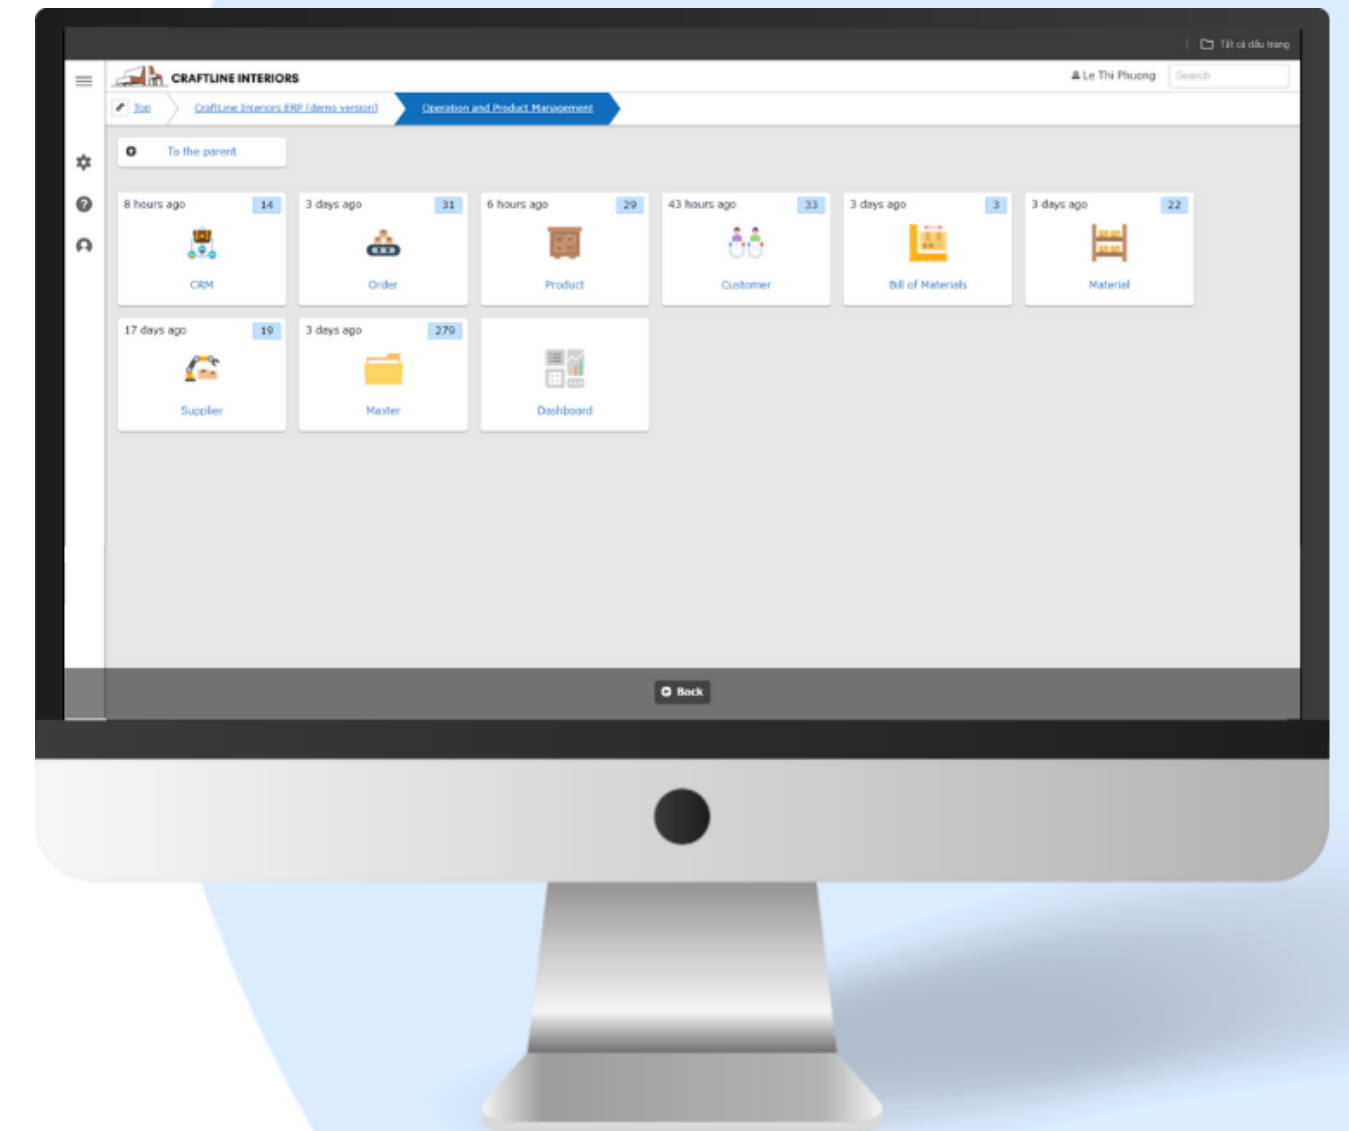 Tất cả dấu trang
CRAFTLINE INTERIORS
Le Thi Phuong
Search
Top
CraftLine Interiors ERP (demo version)
Operation and Product Management
To the parent
8 hours ago 14
CRM
3 days ago 31
Order
6 hours ago 29
Product
43 hours ago 33
Customer
3 days ago 3
Bill of Materials
3 days ago 22
Material
17 days ago 19
Supplier
3 days ago 279
Master
Dashboard
Back